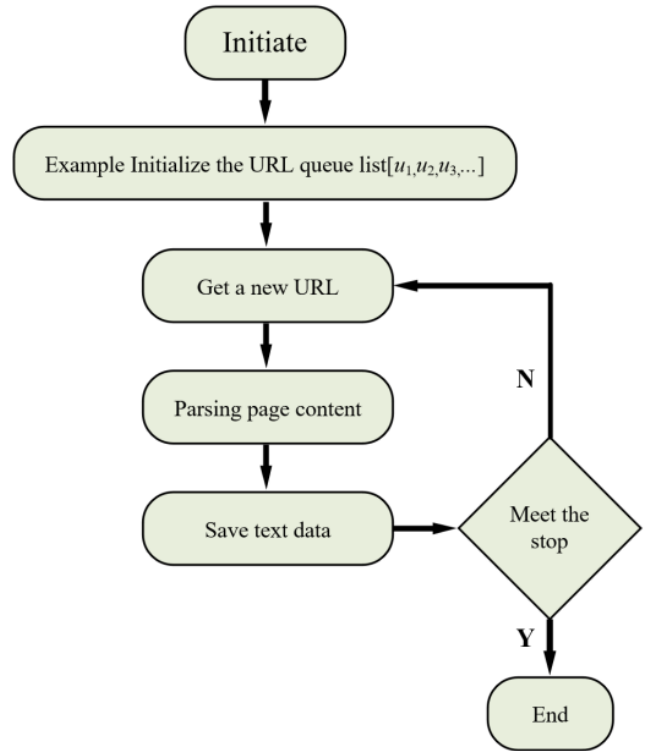 Initiate
Example Initialize the URL queue list[u₁,u₂,u₃,...]
Get a new URL
N
Parsing page content
Save text data
Meet the
stop
Y
End